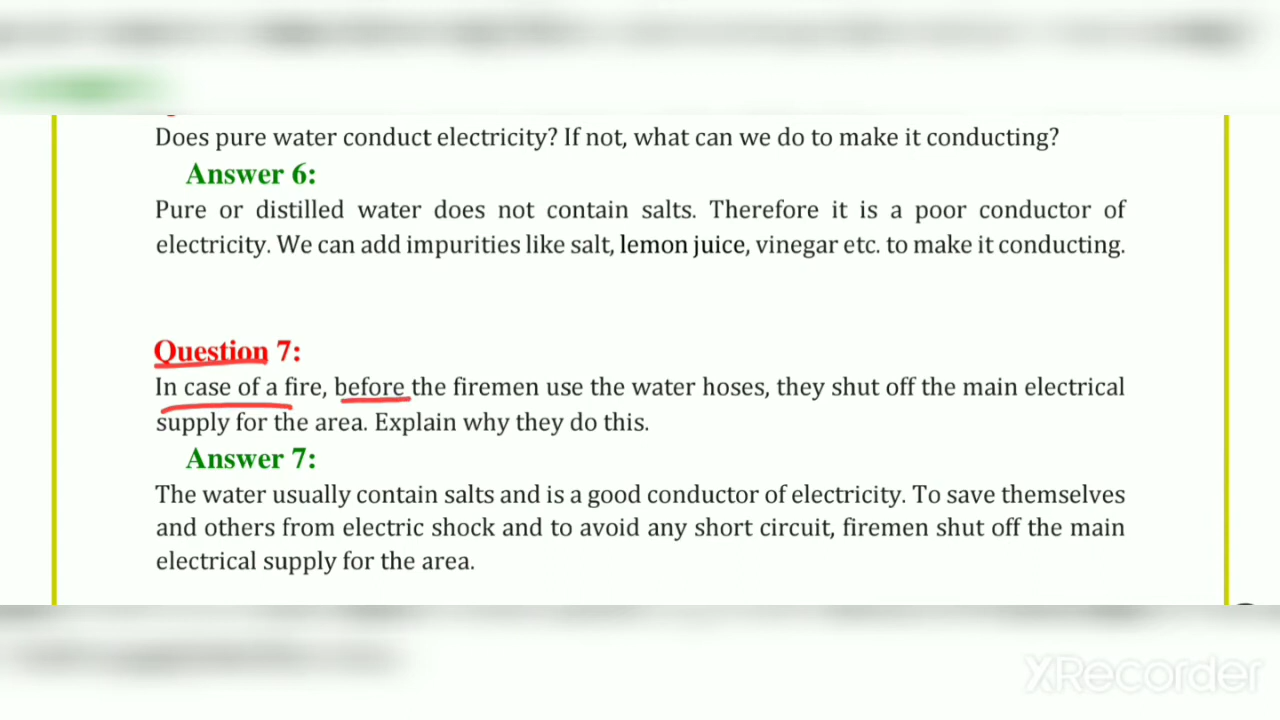 Does pure water conduct electricity? If not, what can we do to make it conducting?
Answer 6:
Pure or distilled water does not contain salts. Therefore it is a poor conductor of
electricity. We can add impurities like salt, lemon juice, vinegar etc. to make it conducting.
Question 7:
In case of a fire, before the firemen use the water hoses, they shut off the main electrical
supply for the area. Explain why they do this.
Answer 7:
The water usually contain salts and is a good conductor of electricity. To save themselves
and others from electric shock and to avoid any short circuit, firemen shut off the main
electrical supply for the area.
XRecorder